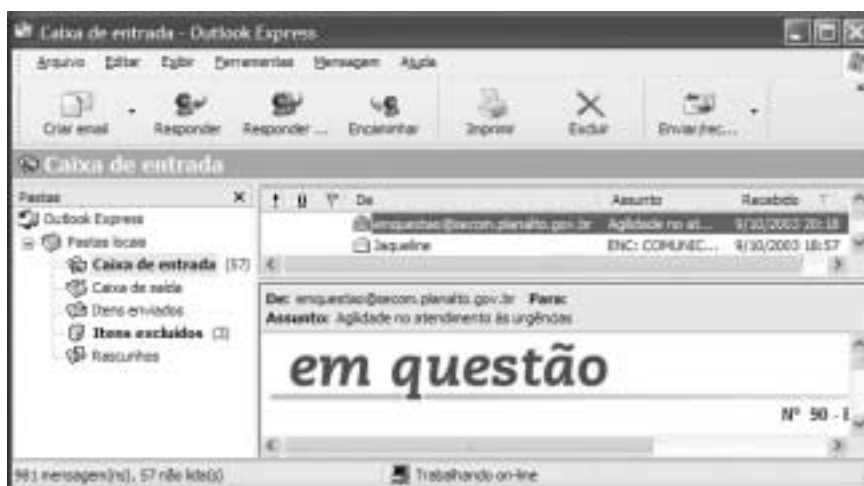 Caixa de entrada - Outlook Express
Arquivo Editar Exibir Ferramentas Mensagem Ajuda
Criar email Responder Responder ... Encaminhar Imprimir Excluir Enviar/rec...
Caixa de entrada
Pastas
Outlook Express
Pastas locais
Caixa de entrada (57)
Caixa de saída
Itens enviados
Itens excluídos (3)
Rascunhos
De Assunto Recebido
emquestao@secom.planalto.gov.br Agilidade no at... 9/10/2003 20:18
Jaqueline ENC: COMUNIC... 9/10/2003 18:57
De: emquestao@secom.planalto.gov.br Para:
Assunto: Agilidade no atendimento às urgências
em questão
Nº 90 -
981 mensagem(ns), 57 não lida(s) Trabalhando on-line